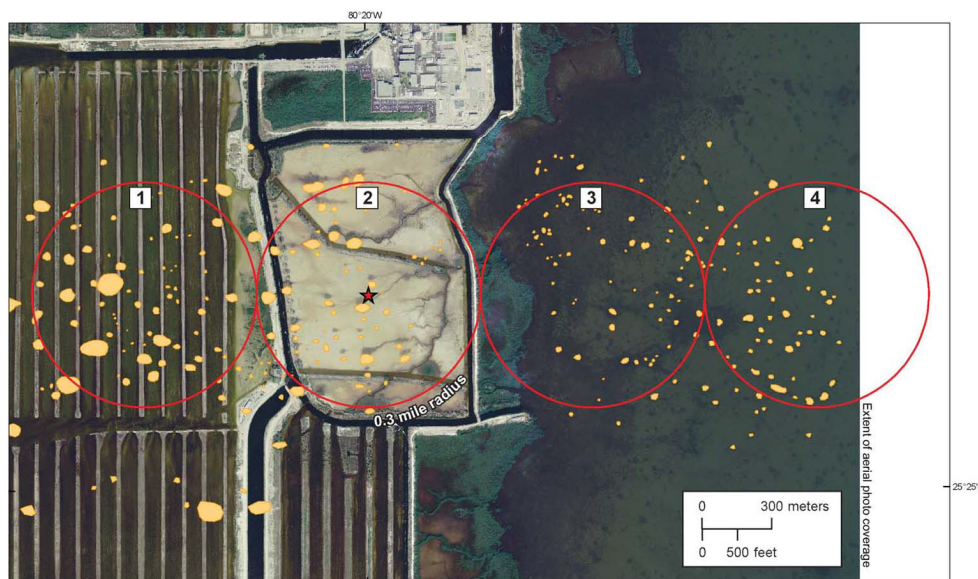 80°20'W
1
2
3
4
0.3 mile radius
Extent of aerial photo coverage
25°25'
0 300 meters
0 500 feet